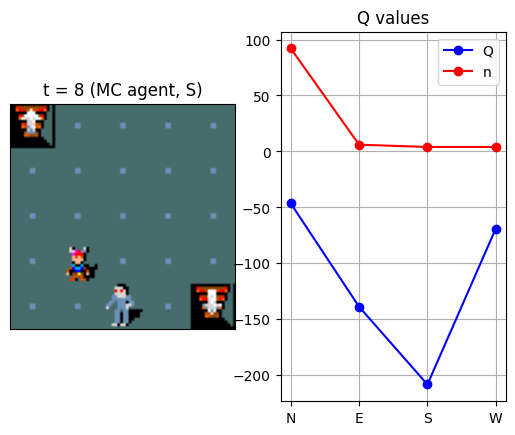 t = 8 (MC agent, S)
Q values
100
50
0
−50
−100
−150
−200
N
E
S
W
Q
n